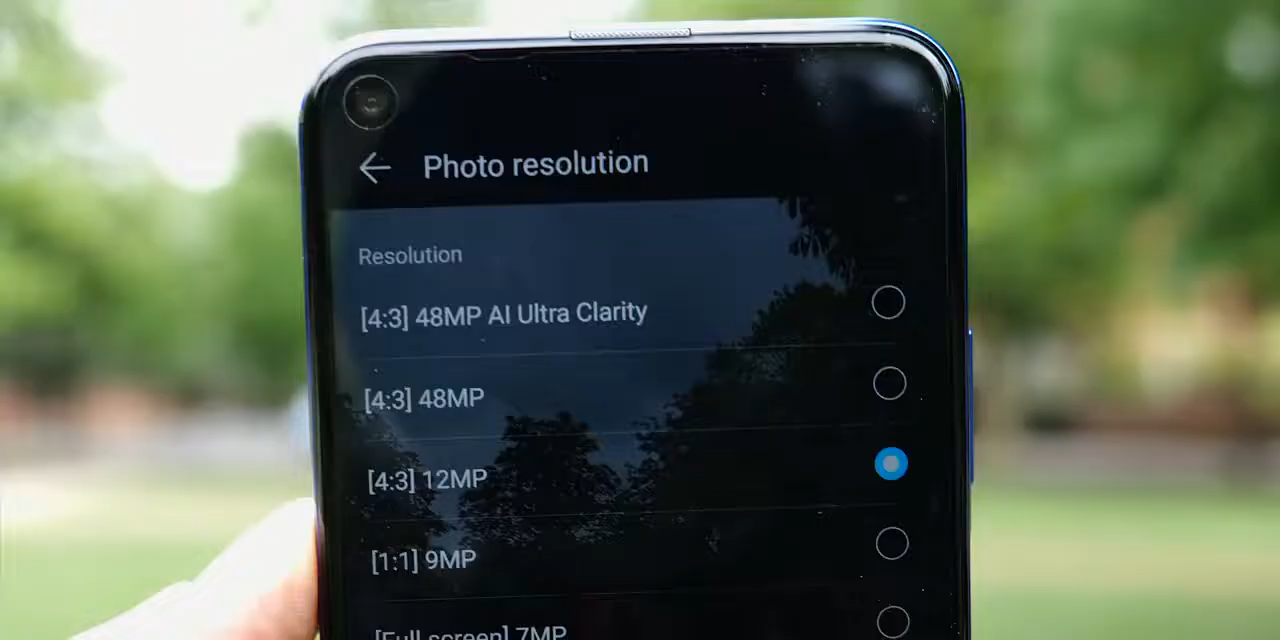 Photo resolution
Resolution
[4:3] 48MP AI Ultra Clarity
[4:3] 48MP
[4:3] 12MP
[1:1] 9MP
[Full screen] 7MP